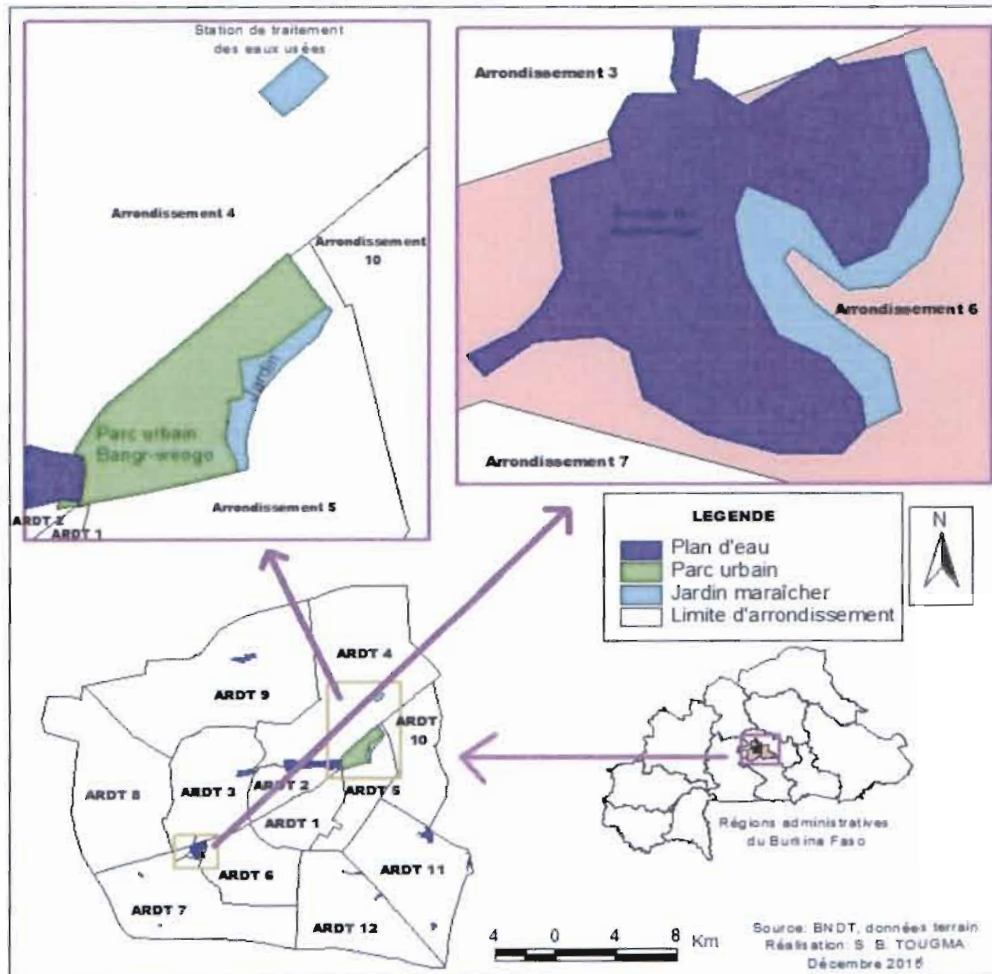 Station de traitement
des eaux usées
Arrondissement 4
Arrondissement
10
Jardin
Parc urbain
Bangr-weogo
Arrondissement 5
ARDT 2
ARDT 1
Arrondissement 3
Arrondissement 6
Arrondissement 7
LEGENDE
Plan d'eau
Parc urbain
Jardin maraîcher
Limite d'arrondissement
N
ARDT 4
ARDT 9
ARDT
10
ARDT 8
ARDT 3
ARDT 2
ARDT 5
ARDT 1
ARDT 11
ARDT 6
ARDT 7
ARDT 12
Régions administratives
du Burkina Faso
4 0 4 8 Km
Source: BNDT, données terrain
Réalisation: S. B. TOUGMA
Décembre 2016